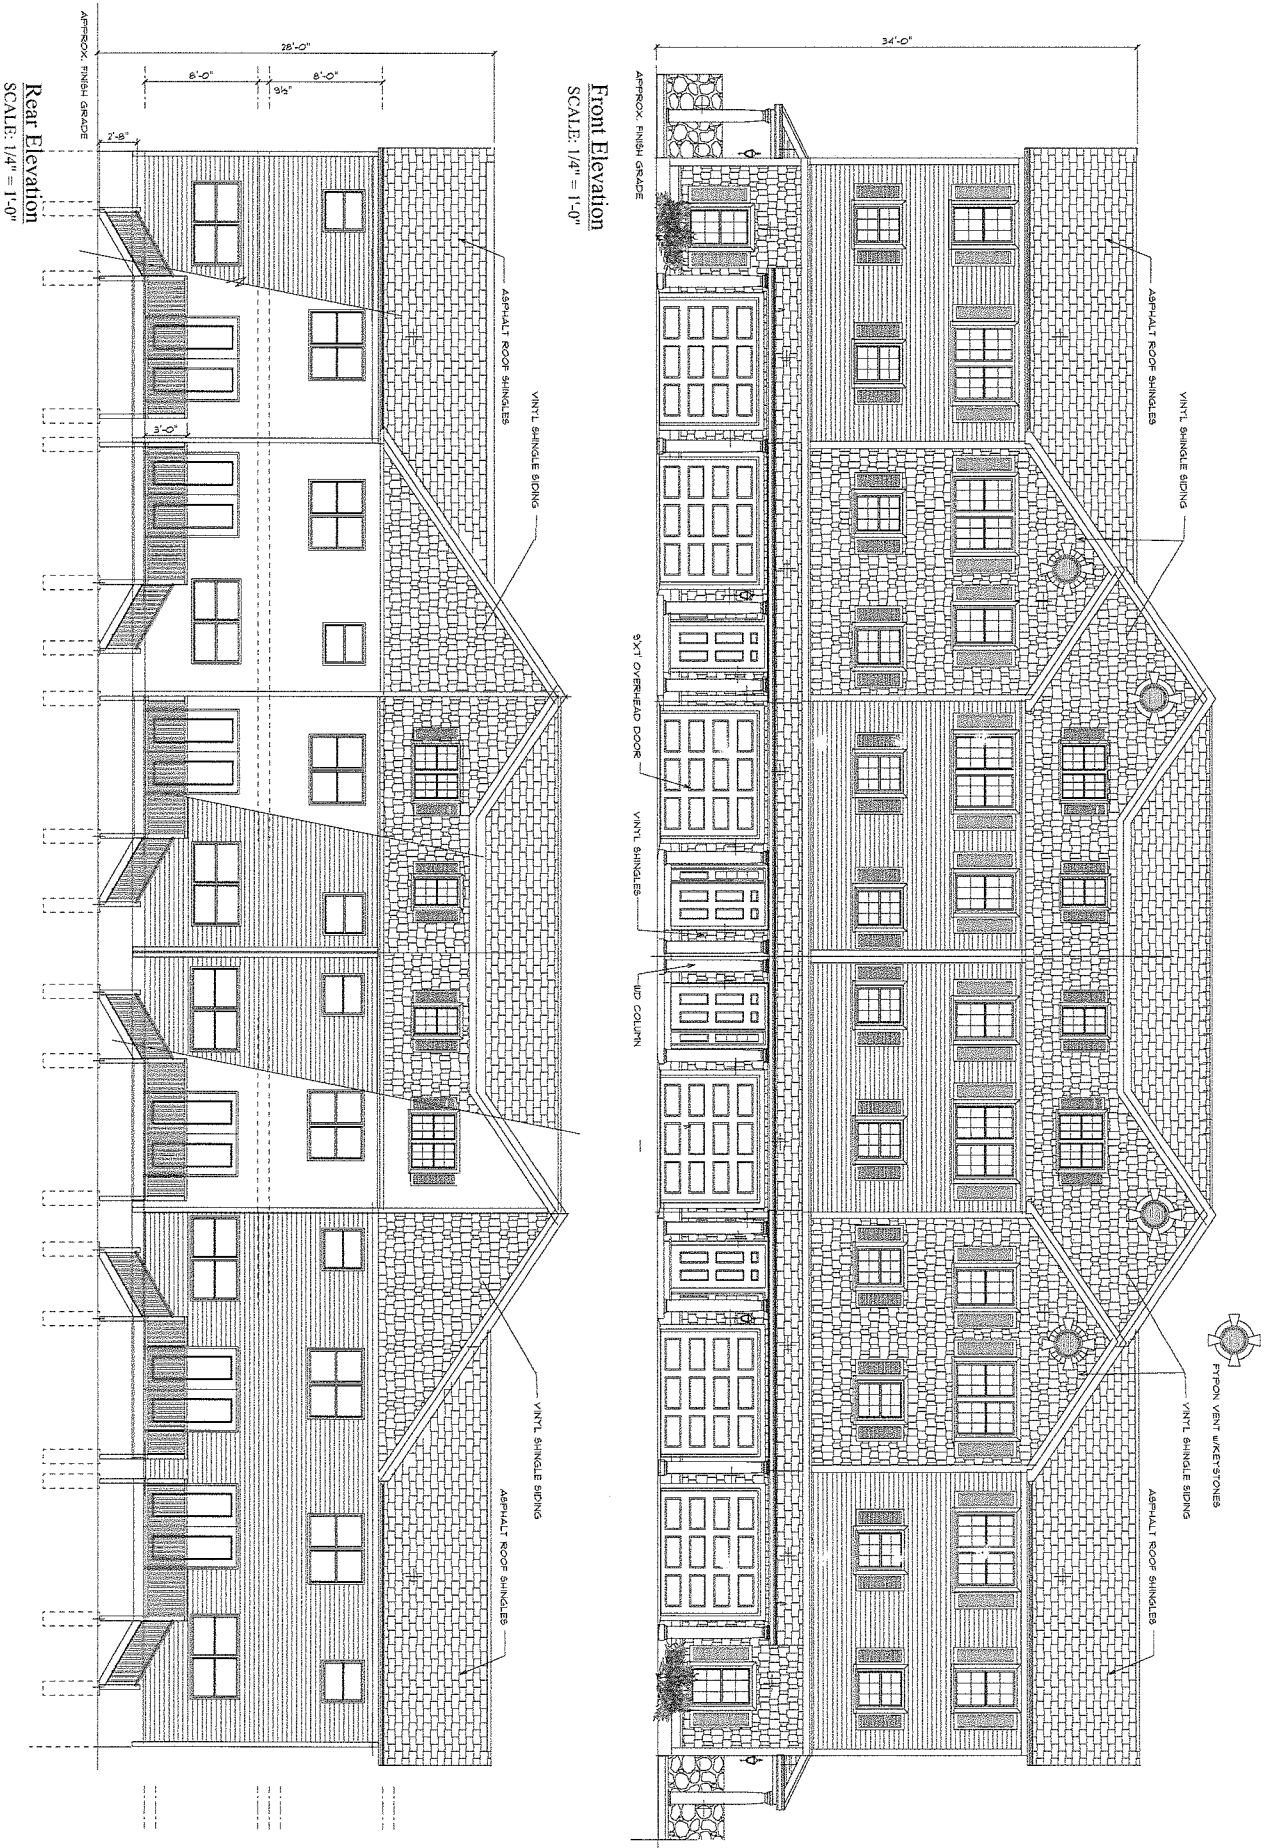 FYPON VENT w/KEYSTONES
VINYL SHINGLE SIDING
VINYL SHINGLE SIDING
ASPHALT ROOF SHINGLES
ASPHALT ROOF SHINGLES
34'-0"
APPROX. FINISH GRADE
9'X7' OVERHEAD DOOR
VINYL SHINGLES
WD COLUMN
Front Elevation
SCALE: 1/4" = 1'-0"
VINYL SHINGLE SIDING
VINYL SHINGLE SIDING
ASPHALT ROOF SHINGLES
ASPHALT ROOF SHINGLES
28'-0"
8'-0"
9½"
8'-0"
3'-0"
2'-8"
APPROX. FINISH GRADE
Rear Elevation
SCALE: 1/4" = 1'-0"